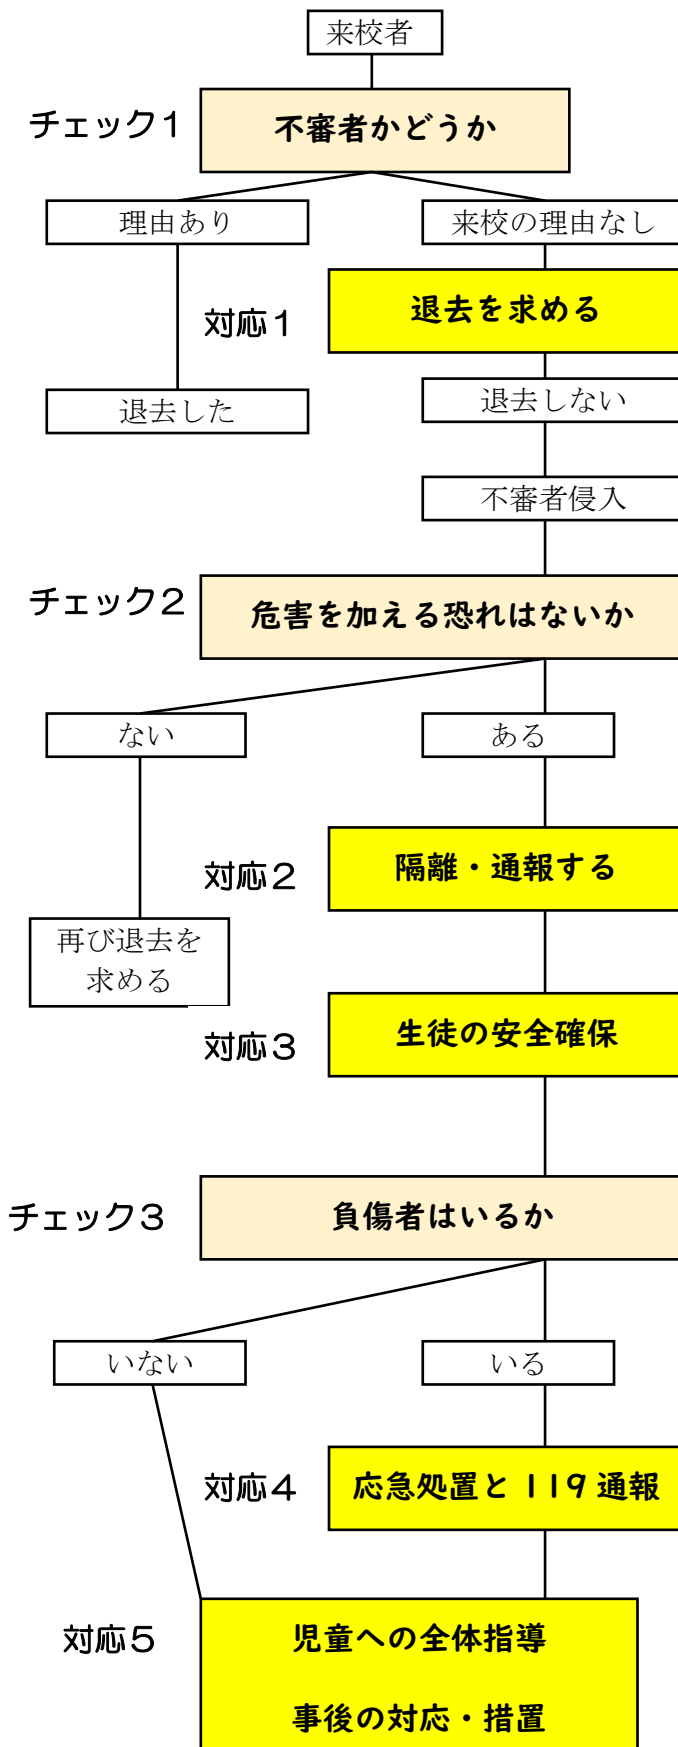 来校者
チェック1
不審者かどうか
理由あり
来校の理由なし
対応1
退去を求める
退去した
退去しない
不審者侵入
チェック2
危害を加える恐れはないか
ない
ある
対応2
隔離・通報する
再び退去を
求める
対応3
生徒の安全確保
チェック3
負傷者はいるか
いない
いる
対応4
応急処置と 119 通報
対応5
児童への全体指導
事後の対応・措置